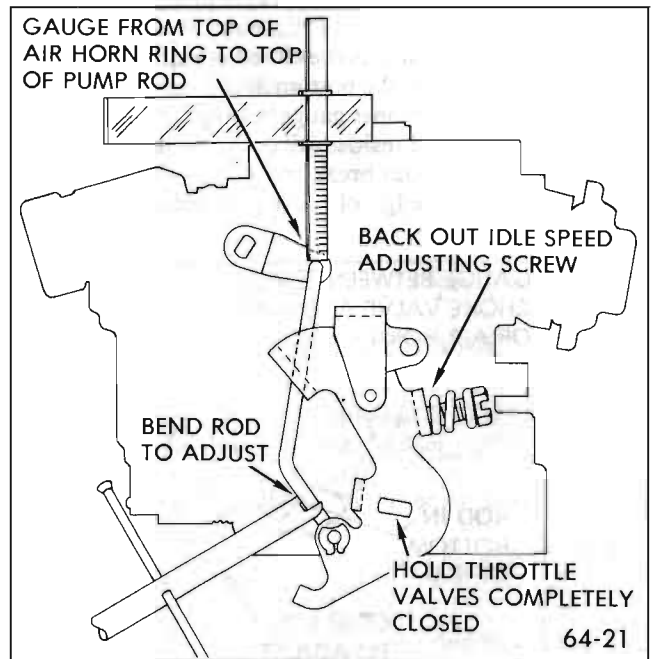 GAUGE FROM TOP OF
AIR HORN RING TO TOP
OF PUMP ROD
BACK OUT IDLE SPEED
ADJUSTING SCREW
BEND ROD
TO ADJUST
HOLD THROTTLE
VALVES COMPLETELY
CLOSED
64-21